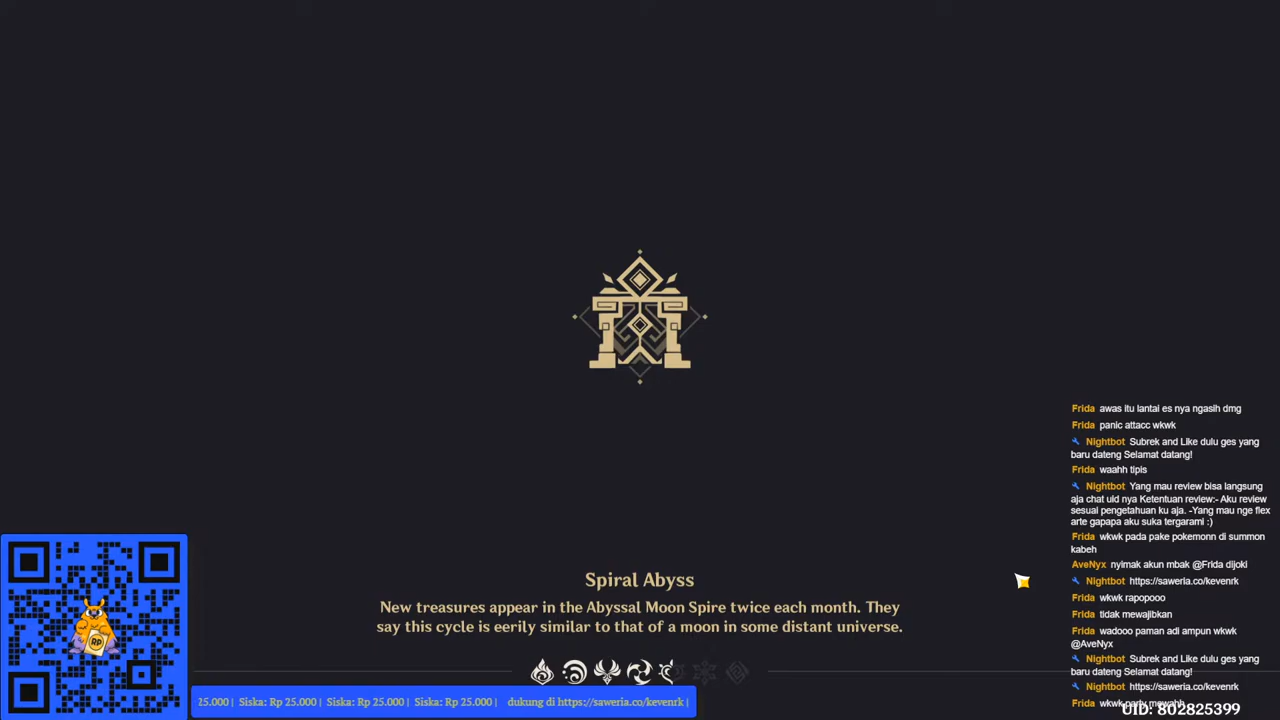 Frida awas itu lantai es nya ngasih dmg
Frida panic attacc wkwk
Nightbot Subrek and Like dulu ges yang
baru dateng Selamat datang!
Frida waahh tipis
Nightbot Yang mau review bisa langsung
aja chat uid nya Ketentuan review:- Aku review
sesuai pengetahuan ku aja. -Yang mau nge flex
arte gapapa aku suka tergarami :)
Frida wkwk pada pake pokemonn di summon
kabeh
AveNyx nyimak akun mbak @Frida dijoki
Nightbot https://saweria.co/kevenrk
Frida wkwk rapopooo
Frida tidak mewajibkan
Frida wadooo paman adi ampun wkwk
@AveNyx
Nightbot Subrek and Like dulu ges yang
baru dateng Selamat datang!
Nightbot https://saweria.co/kevenrk
Frida wkwk party mewahh
UID: 802825399
Spiral Abyss
New treasures appear in the Abyssal Moon Spire twice each month. They
say this cycle is eerily similar to that of a moon in some distant universe.
RP
25.000 | Siska: Rp 25.000 | Siska: Rp 25.000 | Siska: Rp 25.000 | dukung di https://saweria.co/kevenrk |